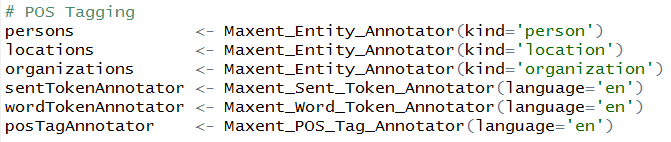 # POS Tagging
persons <- Maxent_Entity_Annotator(kind='person')
locations <- Maxent_Entity_Annotator(kind='location')
organizations <- Maxent_Entity_Annotator(kind='organization')
sentTokenAnnotator <- Maxent_Sent_Token_Annotator(language='en')
wordTokenAnnotator <- Maxent_Word_Token_Annotator(language='en')
posTagAnnotator <- Maxent_POS_Tag_Annotator(language='en')